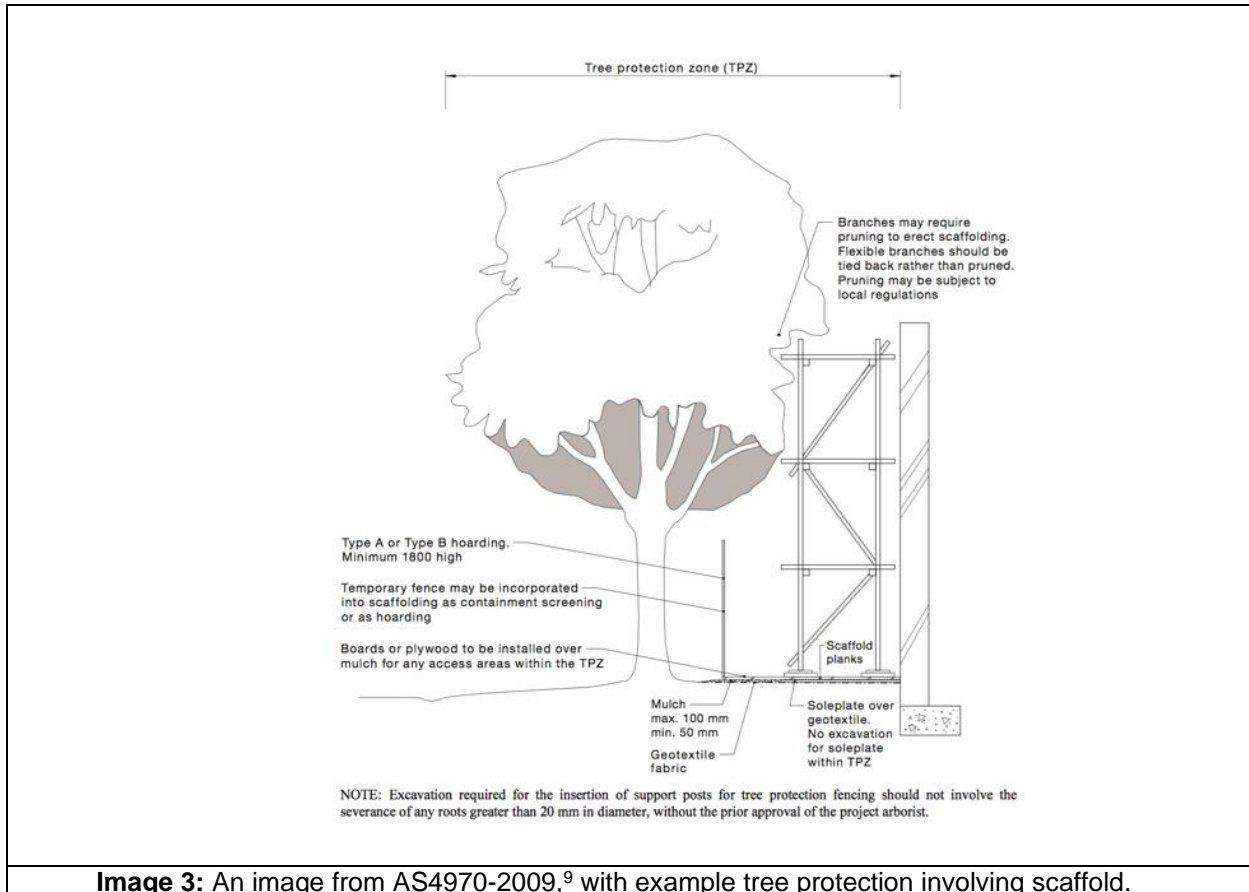 Tree protection zone (TPZ)
Branches may require
pruning to erect scaffolding.
Flexible branches should be
tied back rather than pruned.
Pruning may be subject to
local regulations
Type A or Type B hoarding.
Minimum 1800 high
Temporary fence may be incorporated
into scaffolding as containment screening
or as hoarding
Boards or plywood to be installed over
mulch for any access areas within the TPZ
Scaffold
planks
Mulch
max. 100 mm
min. 50 mm
Geotextile
fabric
Soleplate over
geotextile.
No excavation
for soleplate
within TPZ
NOTE: Excavation required for the insertion of support posts for tree protection fencing should not involve the
severance of any roots greater than 20 mm in diameter, without the prior approval of the project arborist.
Image 3: An image from AS4970-2009,⁹ with example tree protection involving scaffold.